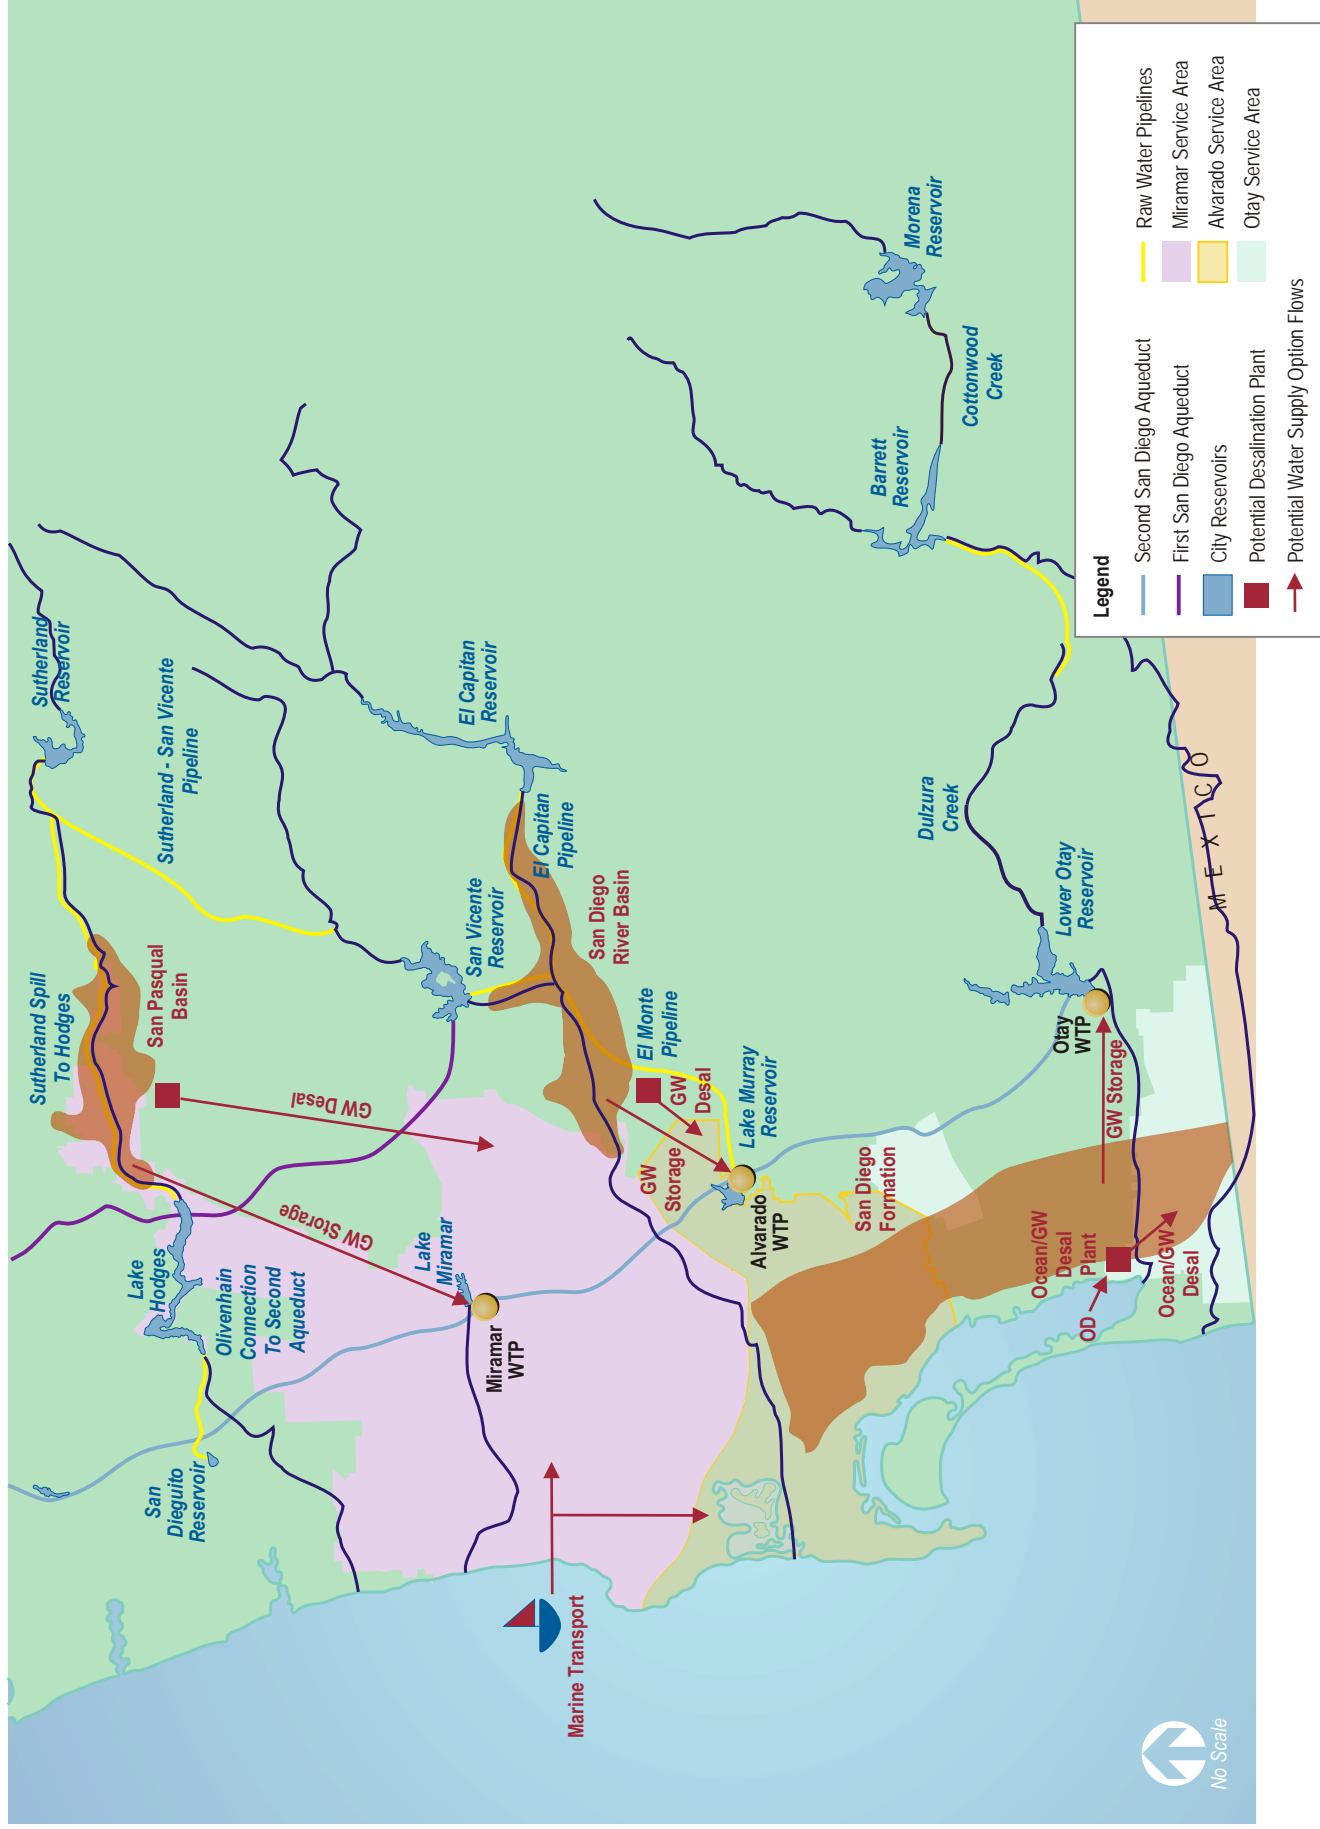 Sutherland
Reservoir
Sutherland - San Vicente
Pipeline
Sutherland Spill
To Hodges
San Pasqual
Basin
GW Desal
GW Storage
Lake
Hodges
Olivenhain
Connection
To Second
Aqueduct
San
Dieguito
Reservoir
El Capitan
Reservoir
El Capitan
Pipeline
San Vicente
Reservoir
San Diego
River Basin
El Monte
Pipeline
GW
Desal
GW
Storage
Lake Murray
Reservoir
Alvarado
WTP
Lake
Miramar
Miramar
WTP
Marine Transport
San Diego
Formation
Morena
Reservoir
Cottonwood
Creek
Barrett
Reservoir
Dulzura
Creek
Lower Otay
Reservoir
Otay
WTP
GW Storage
Ocean/GW
Desal
Plant
OD
Ocean/GW
Desal
MEXICO
No Scale
Legend
Second San Diego Aqueduct
First San Diego Aqueduct
City Reservoirs
Potential Desalination Plant
Potential Water Supply Option Flows
Raw Water Pipelines
Miramar Service Area
Alvarado Service Area
Otay Service Area